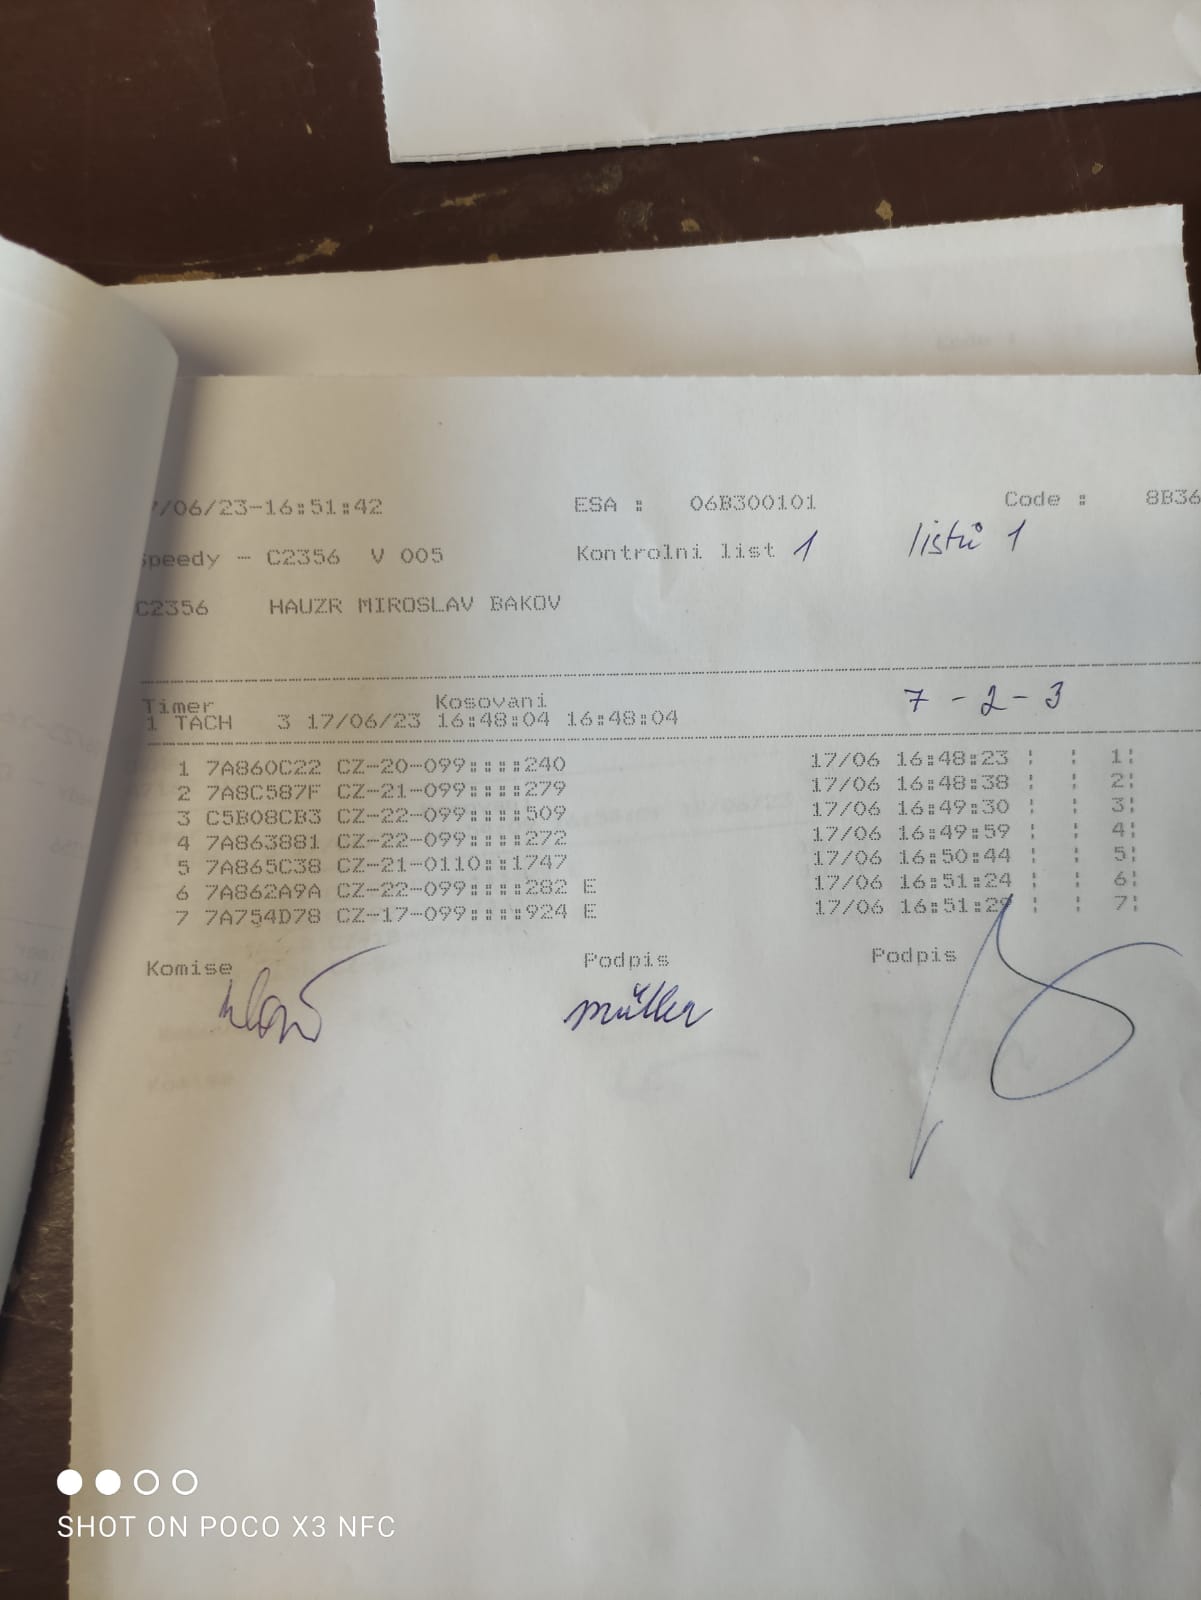 /06/23-16:51:42 ESA : 06B300101 Code : 8B36
Speedy - C2356 V 005 Kontrolni list 1 listů 1
C2356 HAUZR MIROSLAV BAKOV
Timer Kosovani 7 - 2 - 3
1 TACH 3 17/06/23 16:48:04 16:48:04
1 7A860C22 CZ-20-099::::240 17/06 16:48:23 : : 1:
2 7A8C587F CZ-21-099::::279 17/06 16:48:38 : : 2:
3 C5B08CB3 CZ-22-099::::509 17/06 16:49:30 : : 3:
4 7A863881 CZ-22-099::::272 17/06 16:49:59 : : 4:
5 7A865C38 CZ-21-0110::1747 17/06 16:50:44 : : 5:
6 7A862A9A CZ-22-099::::282 E 17/06 16:51:24 : : 6:
7 7A754D78 CZ-17-099::::924 E 17/06 16:51:29 : : 7:
Komise Podpis Podpis
müller
SHOT ON POCO X3 NFC